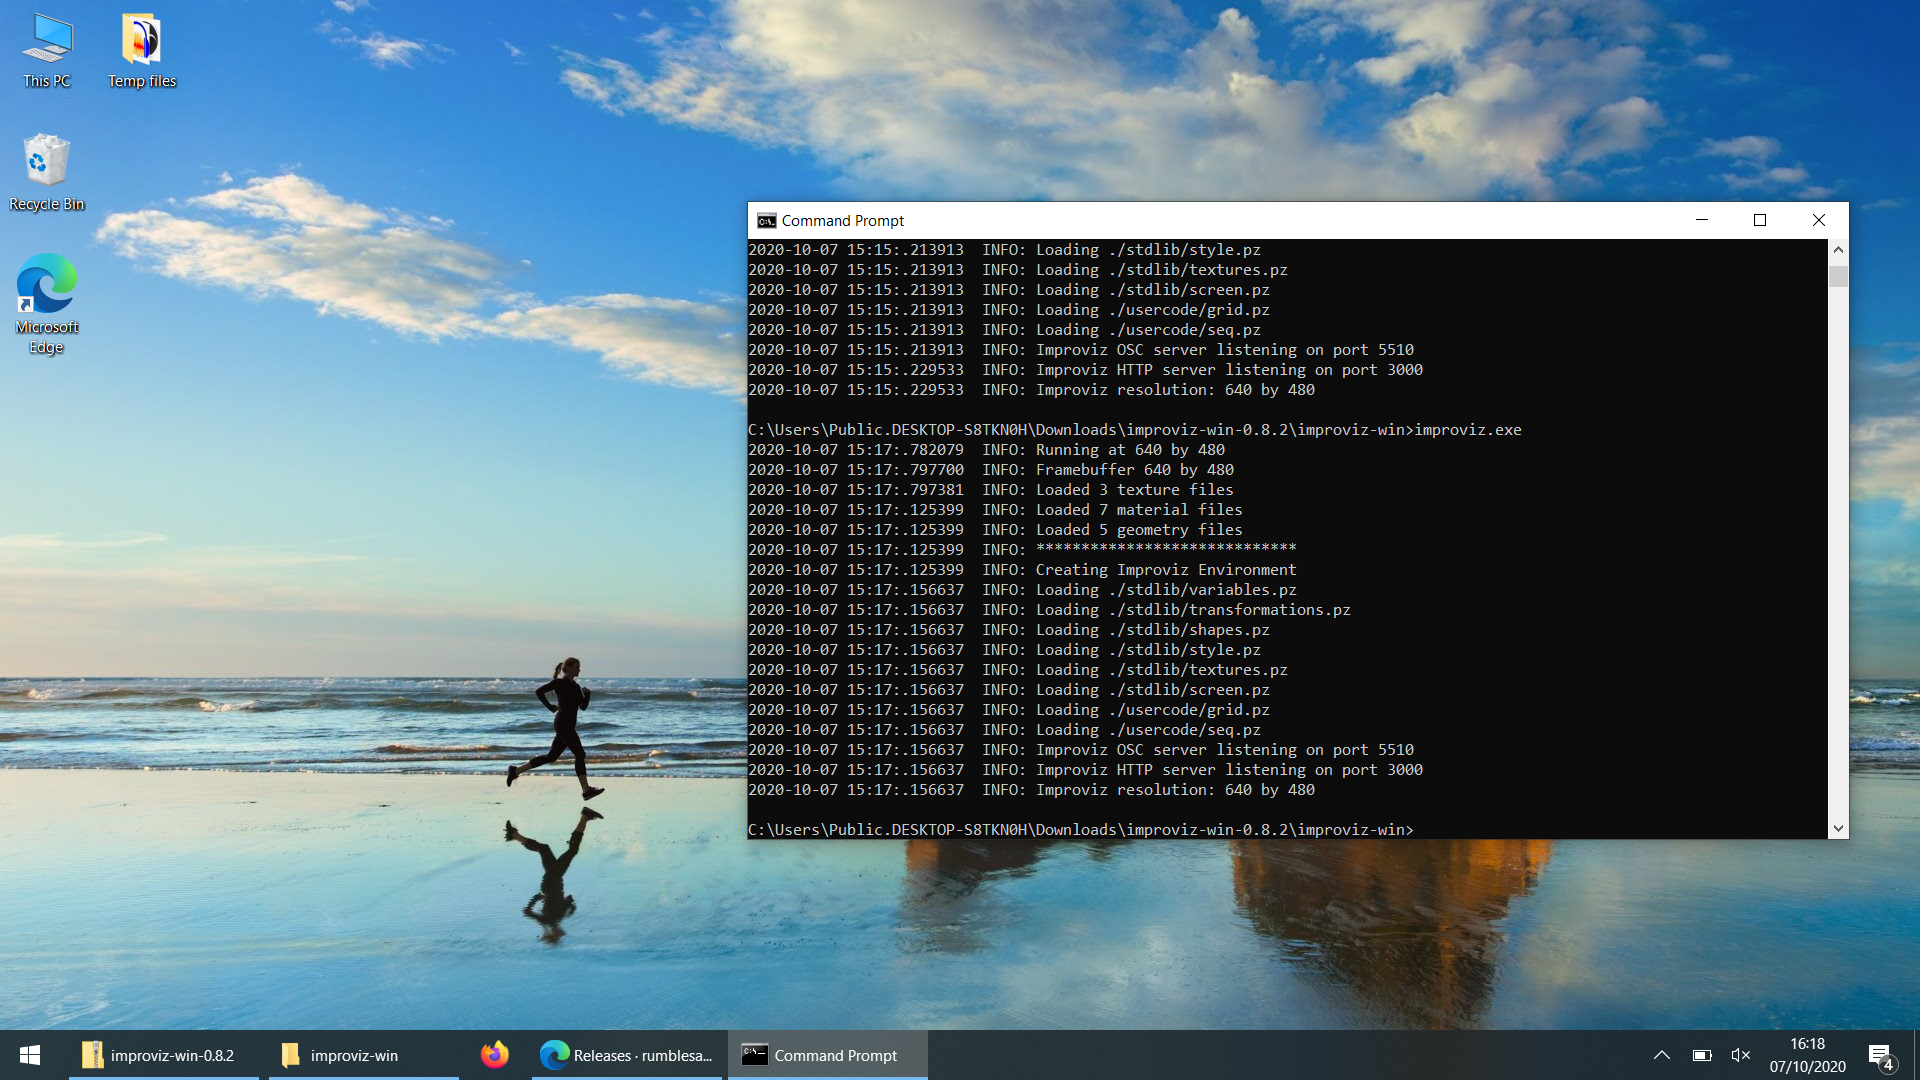 This PC
Temp files
Recycle Bin
Microsoft
Edge
Command Prompt
2020-10-07 15:15:.213913  INFO: Loading ./stdlib/style.pz
2020-10-07 15:15:.213913  INFO: Loading ./stdlib/textures.pz
2020-10-07 15:15:.213913  INFO: Loading ./stdlib/screen.pz
2020-10-07 15:15:.213913  INFO: Loading ./usercode/grid.pz
2020-10-07 15:15:.213913  INFO: Loading ./usercode/seq.pz
2020-10-07 15:15:.213913  INFO: Improviz OSC server listening on port 5510
2020-10-07 15:15:.229533  INFO: Improviz HTTP server listening on port 3000
2020-10-07 15:15:.229533  INFO: Improviz resolution: 640 by 480
C:\Users\Public.DESKTOP-S8TKN0H\Downloads\improviz-win-0.8.2\improviz-win>improviz.exe
2020-10-07 15:17:.782079  INFO: Running at 640 by 480
2020-10-07 15:17:.797700  INFO: Framebuffer 640 by 480
2020-10-07 15:17:.797381  INFO: Loaded 3 texture files
2020-10-07 15:17:.125399  INFO: Loaded 7 material files
2020-10-07 15:17:.125399  INFO: Loaded 5 geometry files
2020-10-07 15:17:.125399  INFO: *****************************
2020-10-07 15:17:.125399  INFO: Creating Improviz Environment
2020-10-07 15:17:.156637  INFO: Loading ./stdlib/variables.pz
2020-10-07 15:17:.156637  INFO: Loading ./stdlib/transformations.pz
2020-10-07 15:17:.156637  INFO: Loading ./stdlib/shapes.pz
2020-10-07 15:17:.156637  INFO: Loading ./stdlib/style.pz
2020-10-07 15:17:.156637  INFO: Loading ./stdlib/textures.pz
2020-10-07 15:17:.156637  INFO: Loading ./stdlib/screen.pz
2020-10-07 15:17:.156637  INFO: Loading ./usercode/grid.pz
2020-10-07 15:17:.156637  INFO: Loading ./usercode/seq.pz
2020-10-07 15:17:.156637  INFO: Improviz OSC server listening on port 5510
2020-10-07 15:17:.156637  INFO: Improviz HTTP server listening on port 3000
2020-10-07 15:17:.156637  INFO: Improviz resolution: 640 by 480
C:\Users\Public.DESKTOP-S8TKN0H\Downloads\improviz-win-0.8.2\improviz-win>
improviz-win-0.8.2
improviz-win
Releases · rumblesa...
Command Prompt
16:18
07/10/2020
4